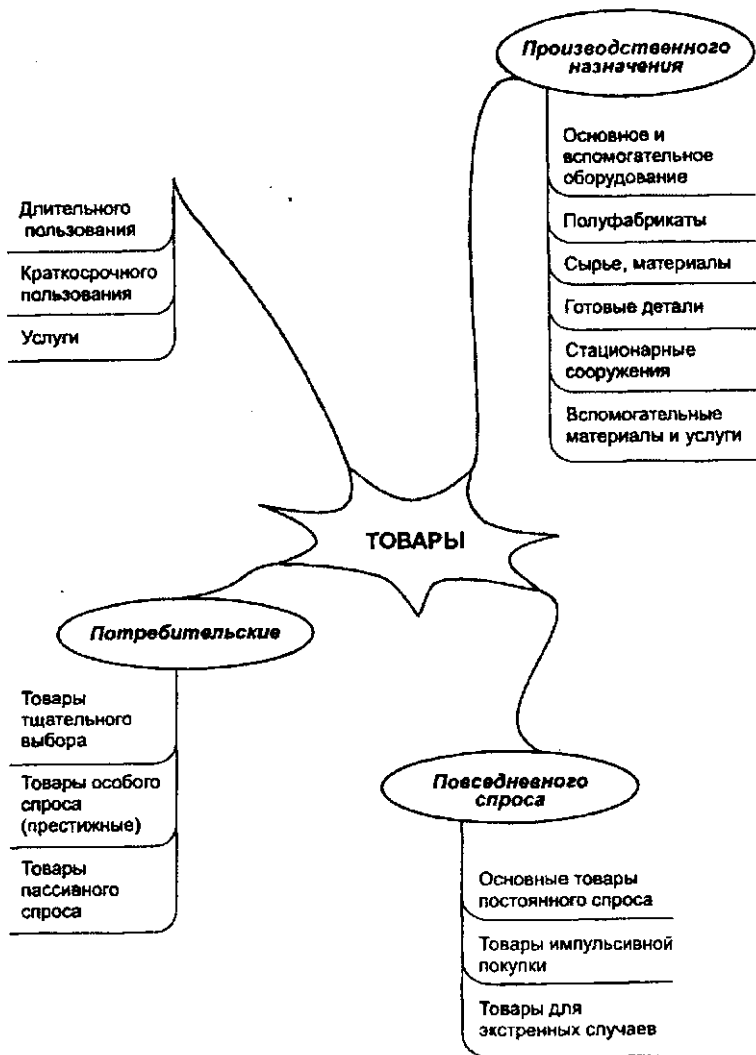 Производственного
назначения
Основное и
вспомогательное
оборудование
Полуфабрикаты
Сырье, материалы
Готовые детали
Стационарные
сооружения
Вспомогательные
материалы и услуги
Длительного
пользования
Краткосрочного
пользования
Услуги
ТОВАРЫ
Потребительские
Товары
тщательного
выбора
Товары особого
спроса
(престижные)
Товары
пассивного
спроса
Повседневного
спроса
Основные товары
постоянного спроса
Товары импульсивной
покупки
Товары для
экстренных случаев